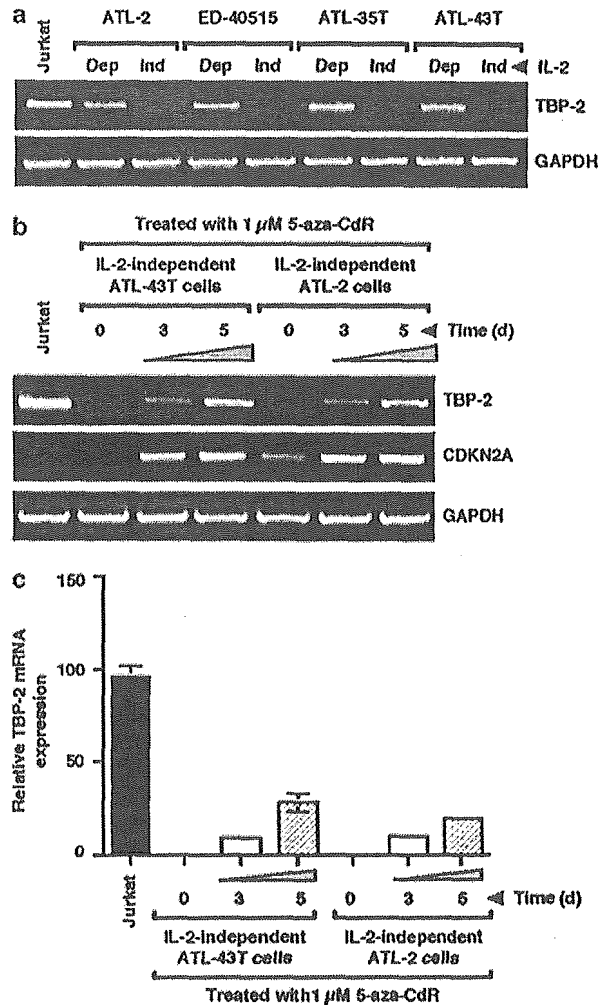 a
Jurkat
ATL-2 ED-40515 ATL-35T ATL-43T
Dep Ind Dep Ind Dep Ind Dep Ind IL-2
TBP-2
GAPDH
b
Treated with 1 µM 5-aza-CdR
IL-2-independent ATL-43T cells
IL-2-independent ATL-2 cells
Jurkat
0 3 5 0 3 5 Time (d)
TBP-2
CDKN2A
GAPDH
c
Relative TBP-2 mRNA
expression
150
100
50
0
Jurkat
0 3 5 0 3 5 Time (d)
IL-2-independent ATL-43T cells
IL-2-independent ATL-2 cells
Treated with1 µM 5-aza-CdR